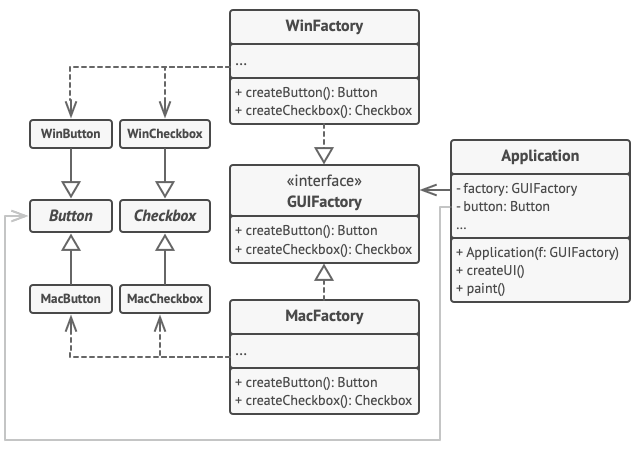 WinFactory
...
+ createButton(): Button
+ createCheckbox(): Checkbox
WinButton
WinCheckbox
Button
Checkbox
MacButton
MacCheckbox
«interface»
GUIFactory
+ createButton(): Button
+ createCheckbox(): Checkbox
MacFactory
...
+ createButton(): Button
+ createCheckbox(): Checkbox
Application
- factory: GUIFactory
- button: Button
...
+ Application(f: GUIFactory)
+ createUI()
+ paint()